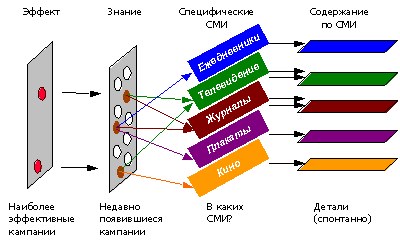 Эффект
Знание
Специфические
СМИ
Содержание
по СМИ
Ежедневники
Телевидение
Журналы
Плакаты
Кино
Наиболее
эффективные
кампании
Недавно
появившиеся
кампании
В каких
СМИ?
Детали
(спонтанно)